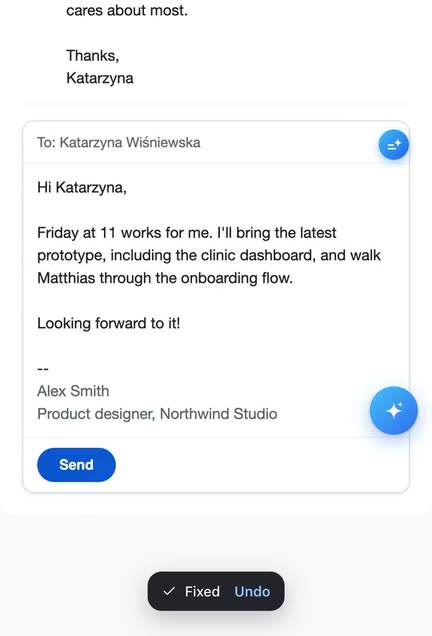 cares about most.
Thanks,
Katarzyna
To: Katarzyna Wiśniewska
Hi Katarzyna,
Friday at 11 works for me. I'll bring the latest
prototype, including the clinic dashboard, and walk
Matthias through the onboarding flow.
Looking forward to it!
--
Alex Smith
Product designer, Northwind Studio
Send
Fixed Undo